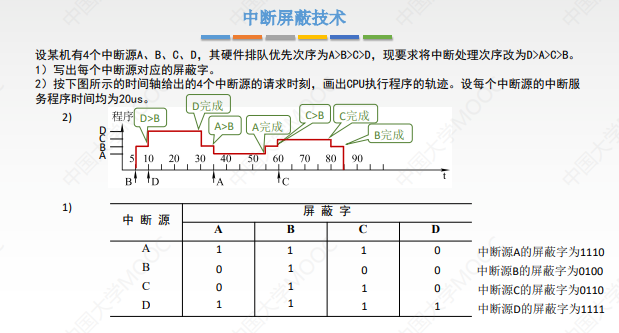 中断屏蔽技术
设某机有4个中断源A、B、C、D，其硬件排队优先次序为A>B>C>D，现要求将中断处理次序改为D>A>C>B。
1）写出每个中断源对应的屏蔽字。
2）按下图所示的时间轴给出的4个中断源的请求时刻，画出CPU执行程序的轨迹。设每个中断源的中断服
务程序时间均为20us。
2)
程序
D>B
D完成
A>B
A完成
C>B
C完成
B完成
D
C
B
A
5 10 20 30 40 50 60 70 80 90
t
B D A C
1)
中 断 源
屏 蔽 字
A B C D
A 1 1 1 0 中断源A的屏蔽字为1110
B 0 1 0 0 中断源B的屏蔽字为0100
C 0 1 1 0 中断源C的屏蔽字为0110
D 1 1 1 1 中断源D的屏蔽字为1111
中国大学MOOC